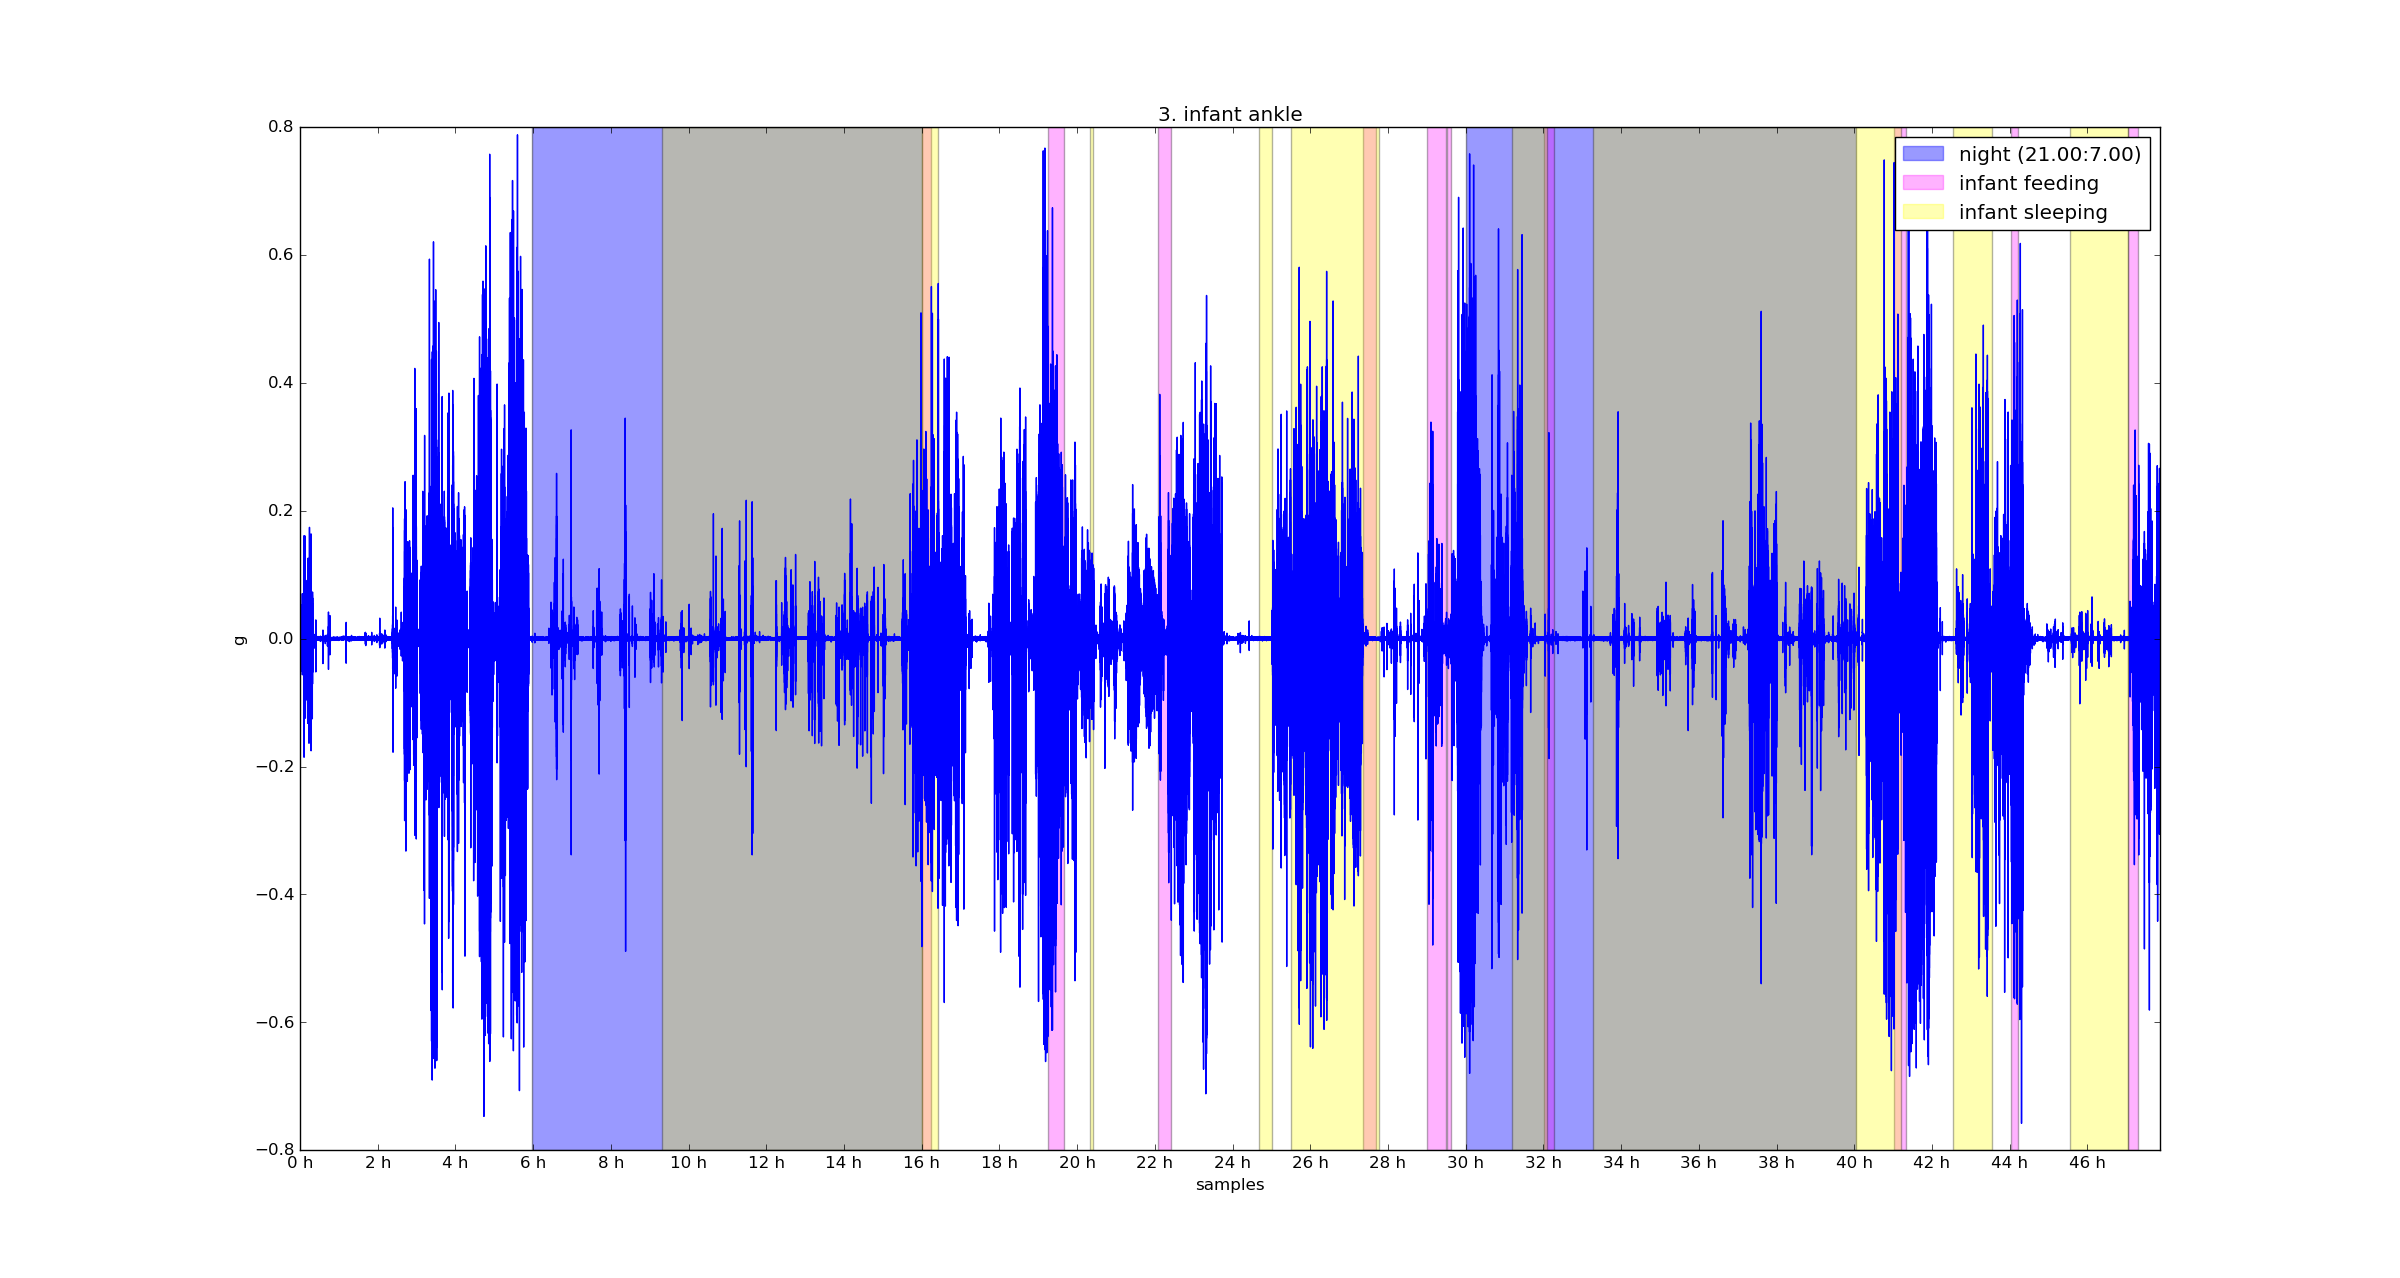 3. infant ankle
0.8
0.6
0.4
0.2
0.0
−0.2
−0.4
−0.6
−0.8
g
night (21.00:7.00)
infant feeding
infant sleeping
0 h 2 h 4 h 6 h 8 h 10 h 12 h 14 h 16 h 18 h 20 h 22 h 24 h 26 h 28 h 30 h 32 h 34 h 36 h 38 h 40 h 42 h 44 h 46 h
samples